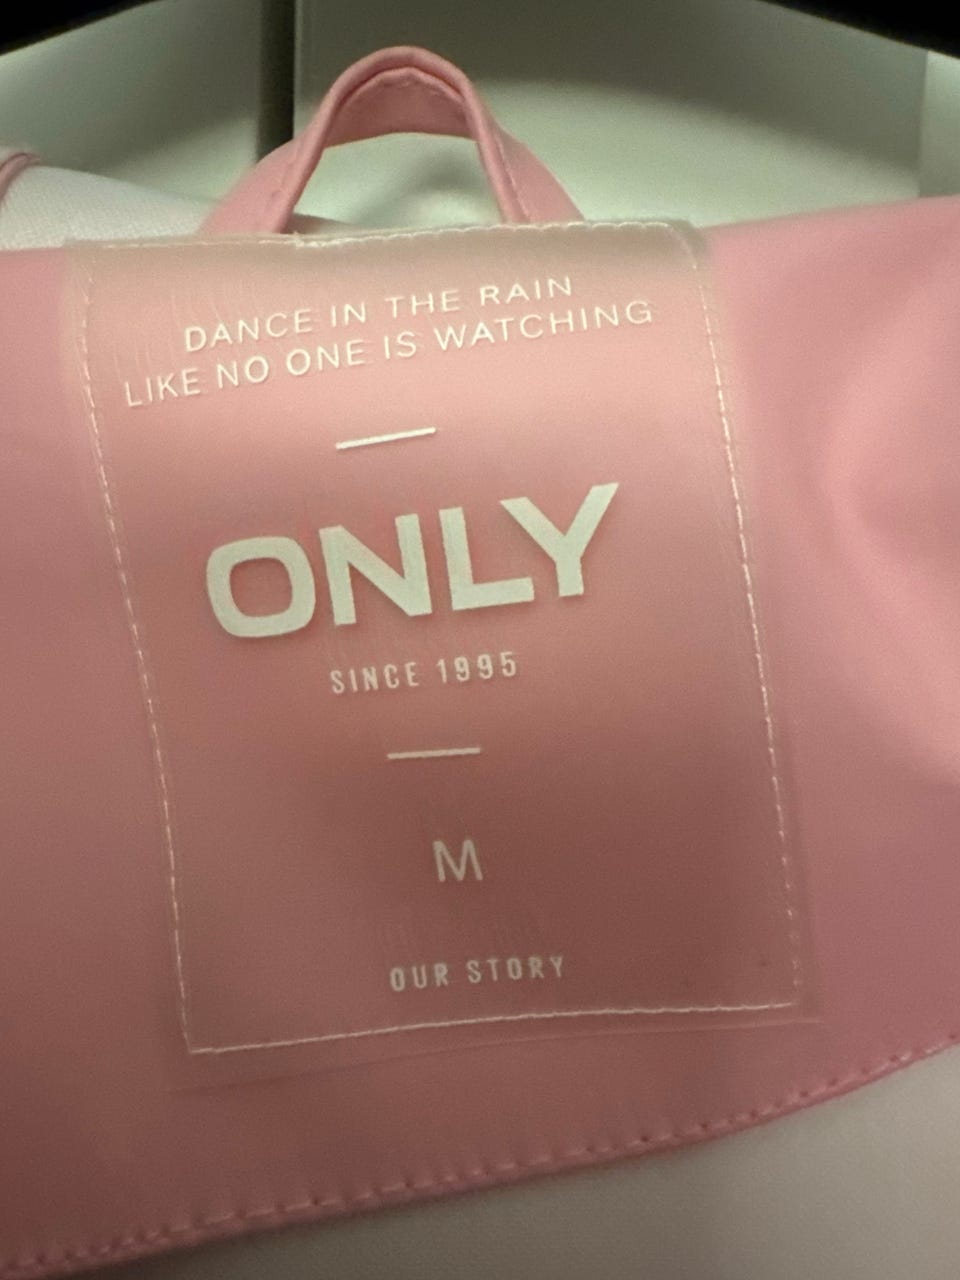 DANCE IN THE RAIN
LIKE NO ONE IS WATCHING
ONLY
SINCE 1995
M
OUR STORY